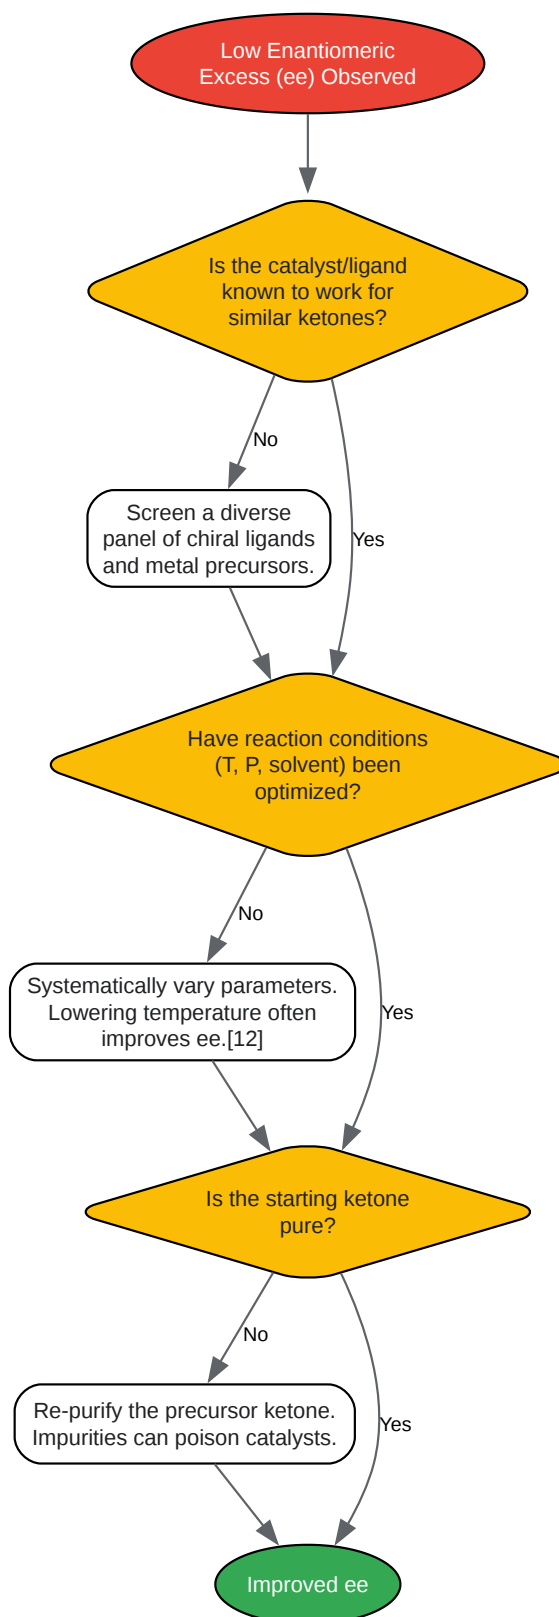 Low Enantiomeric
Excess (ee) Observed
Is the catalyst/ligand
known to work for
similar ketones?
No
Screen a diverse
panel of chiral ligands
and metal precursors.
Yes
Have reaction conditions
(T, P, solvent) been
optimized?
No
Systematically vary parameters.
Lowering temperature often
improves ee.[12]
Yes
Is the starting ketone
pure?
No
Re-purify the precursor ketone.
Impurities can poison catalysts.
Yes
Improved ee